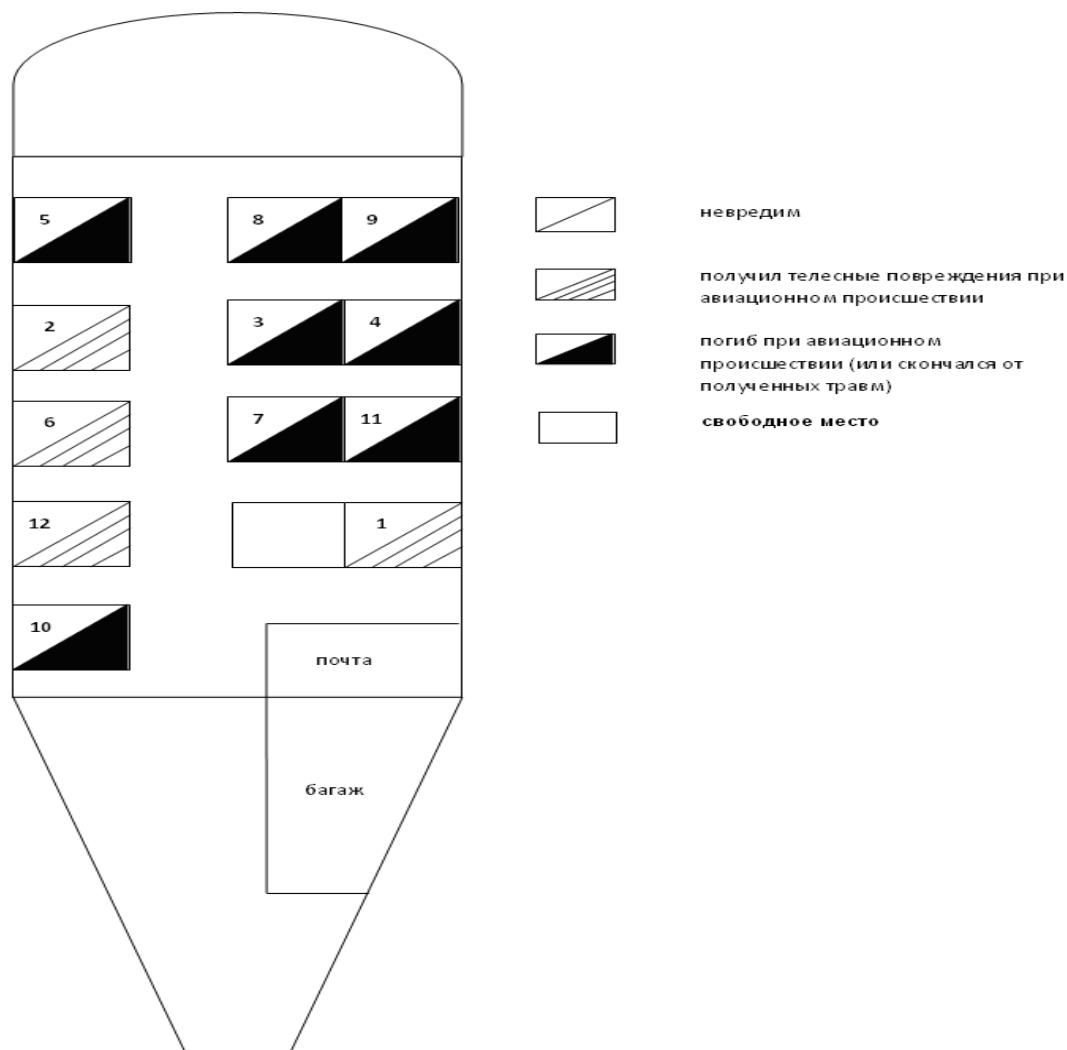 5
8
9
2
3
4
6
7
11
12
1
10
почта
багаж
невредим
получил телесные повреждения при
авиационном происшествии
погиб при авиационном
происшествии (или скончался от
полученных травм)
свободное место